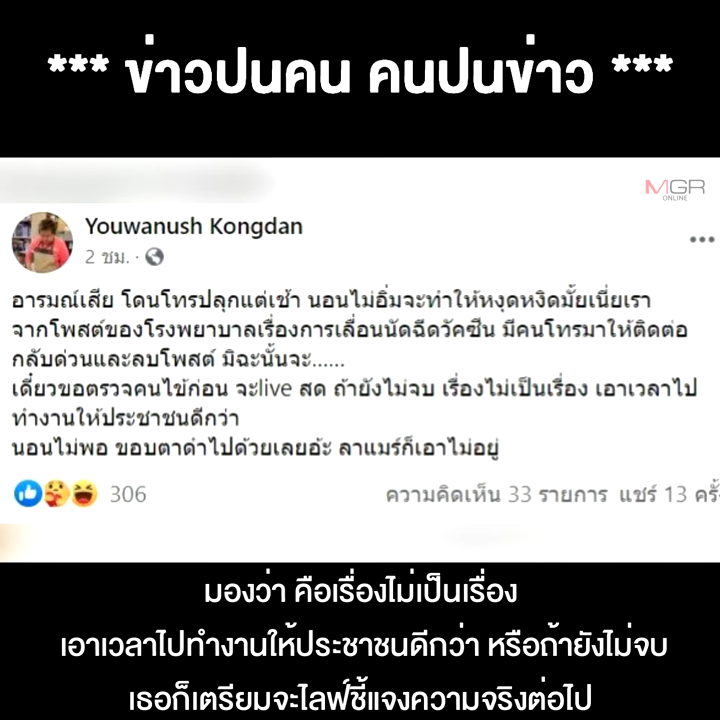 *** ข่าวปนคน คนปนข่าว ***
MGR
ONLINE
Youwanush Kongdan
2 ชม. ·
อารมณ์เสีย โดนโทรปลุกแต่เช้า นอนไม่อิ่มจะทำให้หงุดหงิดมั้ยเนี่ยเรา
จากโพสต์ของโรงพยาบาลเรื่องการเลื่อนนัดฉีดวัคซีน มีคนโทรมาให้ติดต่อ
กลับด่วนและลบโพสต์ มิฉะนั้นจะ......
เดี๋ยวขอตรวจคนไข้ก่อน จะlive สด ถ้ายังไม่จบ เรื่องไม่เป็นเรื่อง เอาเวลาไป
ทำงานให้ประชาชนดีกว่า
นอนไม่พอ ขอบตาดำไปด้วยเลยอ้ะ ลาแมร์ก็เอาไม่อยู่
306 ความคิดเห็น 33 รายการ แชร์ 13 ครั้ง
มองว่า คือเรื่องไม่เป็นเรื่อง
เอาเวลาไปทำงานให้ประชาชนดีกว่า หรือถ้ายังไม่จบ
เธอก็เตรียมจะไลฟ์ชี้แจงความจริงต่อไป